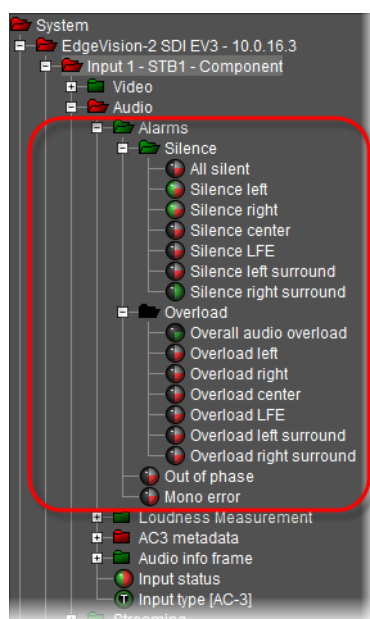 System
EdgeVision-2 SDI EV3 - 10.0.16.3
Input 1 - STB1 - Component
Video
Audio
Alarms
Silence
All silent
Silence left
Silence right
Silence center
Silence LFE
Silence left surround
Silence right surround
Overload
Overall audio overload
Overload left
Overload right
Overload center
Overload LFE
Overload left surround
Overload right surround
Out of phase
Mono error
Loudness Measurement
AC3 metadata
Audio info frame
Input status
T Input type [AC-3]
Streaming